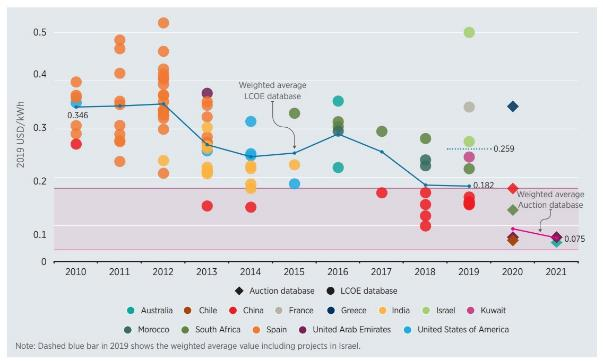 0.5
0.4
0.3
0.2
0.1
0
2019 USD/kWh
0.346
Weighted average
LCOE database
0.259
0.182
Weighted average
Auction database
0.075
2010 2011 2012 2013 2014 2015 2016 2017 2018 2019 2020 2021
Auction database LCOE database
Australia Chile China France Greece India Israel Kuwait
Morocco South Africa Spain United Arab Emirates United States of America
Note: Dashed blue bar in 2019 shows the weighted average value including projects in Israel.